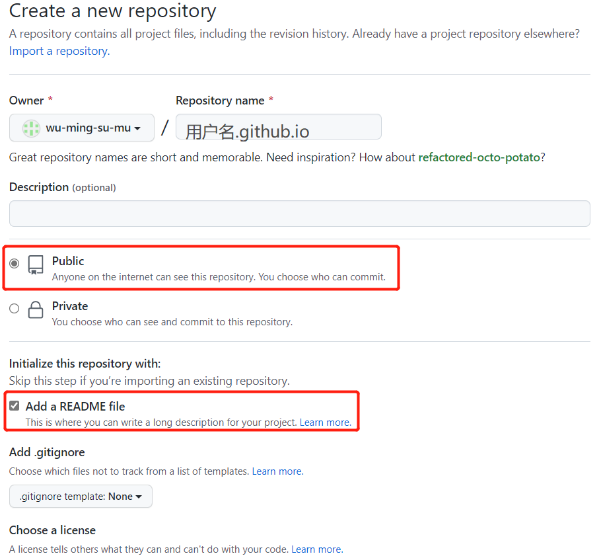 Create a new repository
A repository contains all project files, including the revision history. Already have a project repository elsewhere?
Import a repository.
Owner *
Repository name *
wu-ming-su-mu
/
用户名.github.io
Great repository names are short and memorable. Need inspiration? How about refactored-octo-potato?
Description (optional)
Public
Anyone on the internet can see this repository. You choose who can commit.
Private
You choose who can see and commit to this repository.
Initialize this repository with:
Skip this step if you're importing an existing repository.
Add a README file
This is where you can write a long description for your project. Learn more.
Add .gitignore
Choose which files not to track from a list of templates. Learn more.
.gitignore template: None
Choose a license
A license tells others what they can and can't do with your code. Learn more.